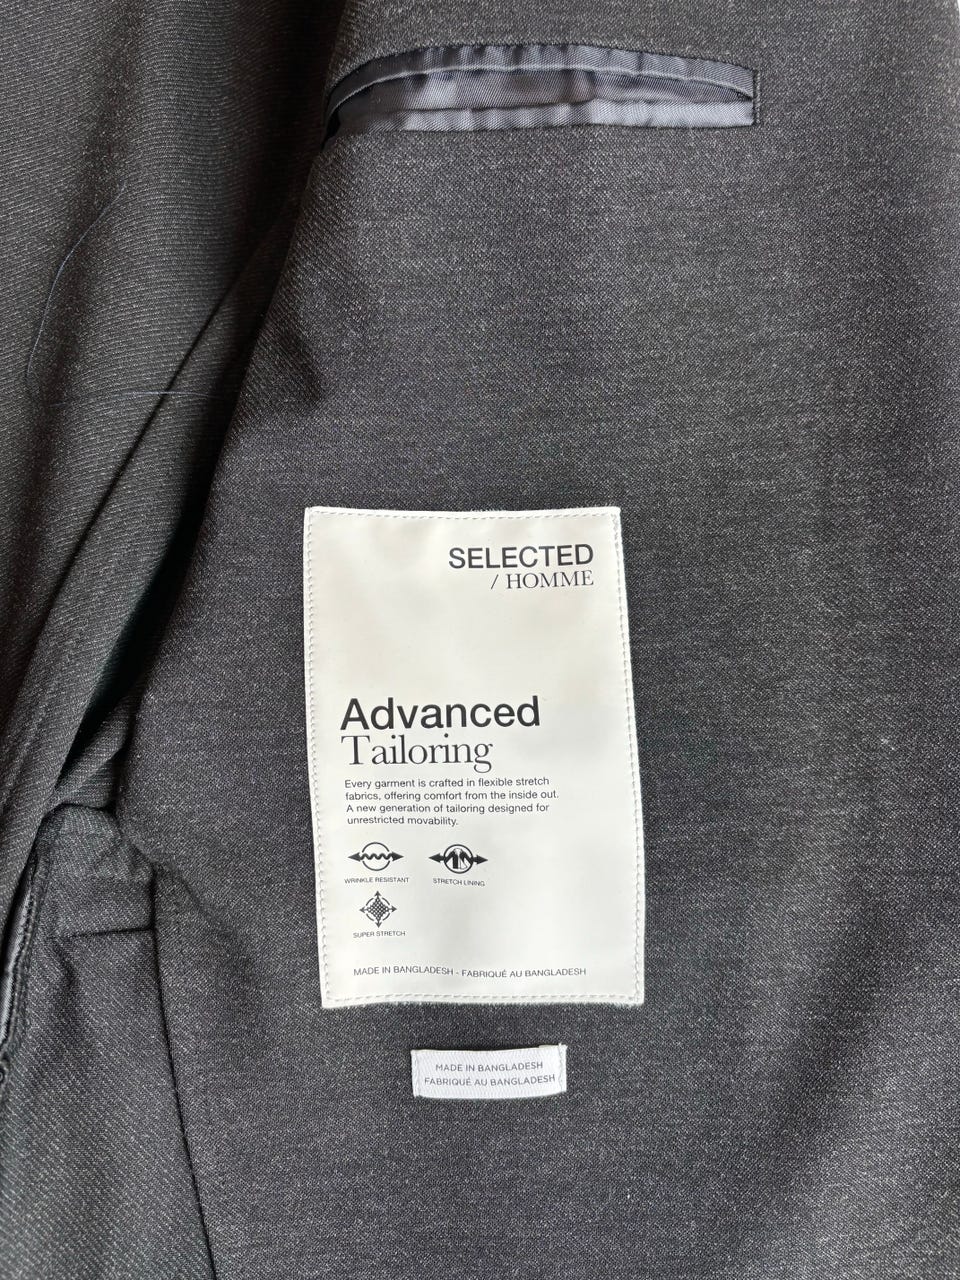 SELECTED
/ HOMME
Advanced
Tailoring
Every garment is crafted in flexible stretch
fabrics, offering comfort from the inside out.
A new generation of tailoring designed for
unrestricted movability.
WRINKLE RESISTANT
STRETCH LINING
SUPER STRETCH
MADE IN BANGLADESH - FABRIQUÉ AU BANGLADESH
MADE IN BANGLADESH
FABRIQUÉ AU BANGLADESH